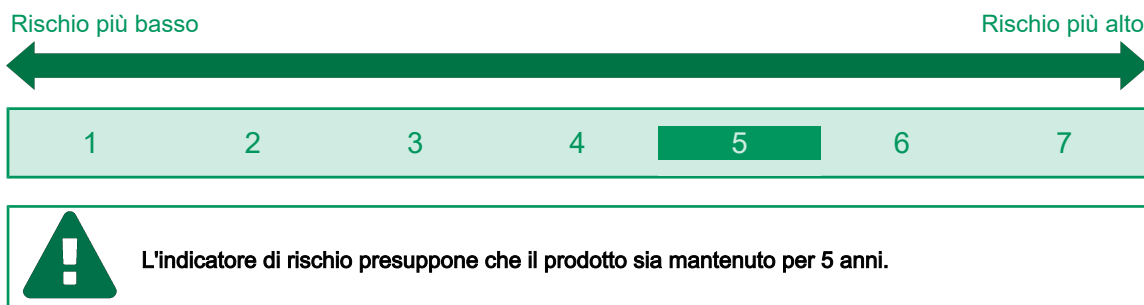 Rischio più basso Rischio più alto
1 2 3 4 5 6 7
L'indicatore di rischio presuppone che il prodotto sia mantenuto per 5 anni.